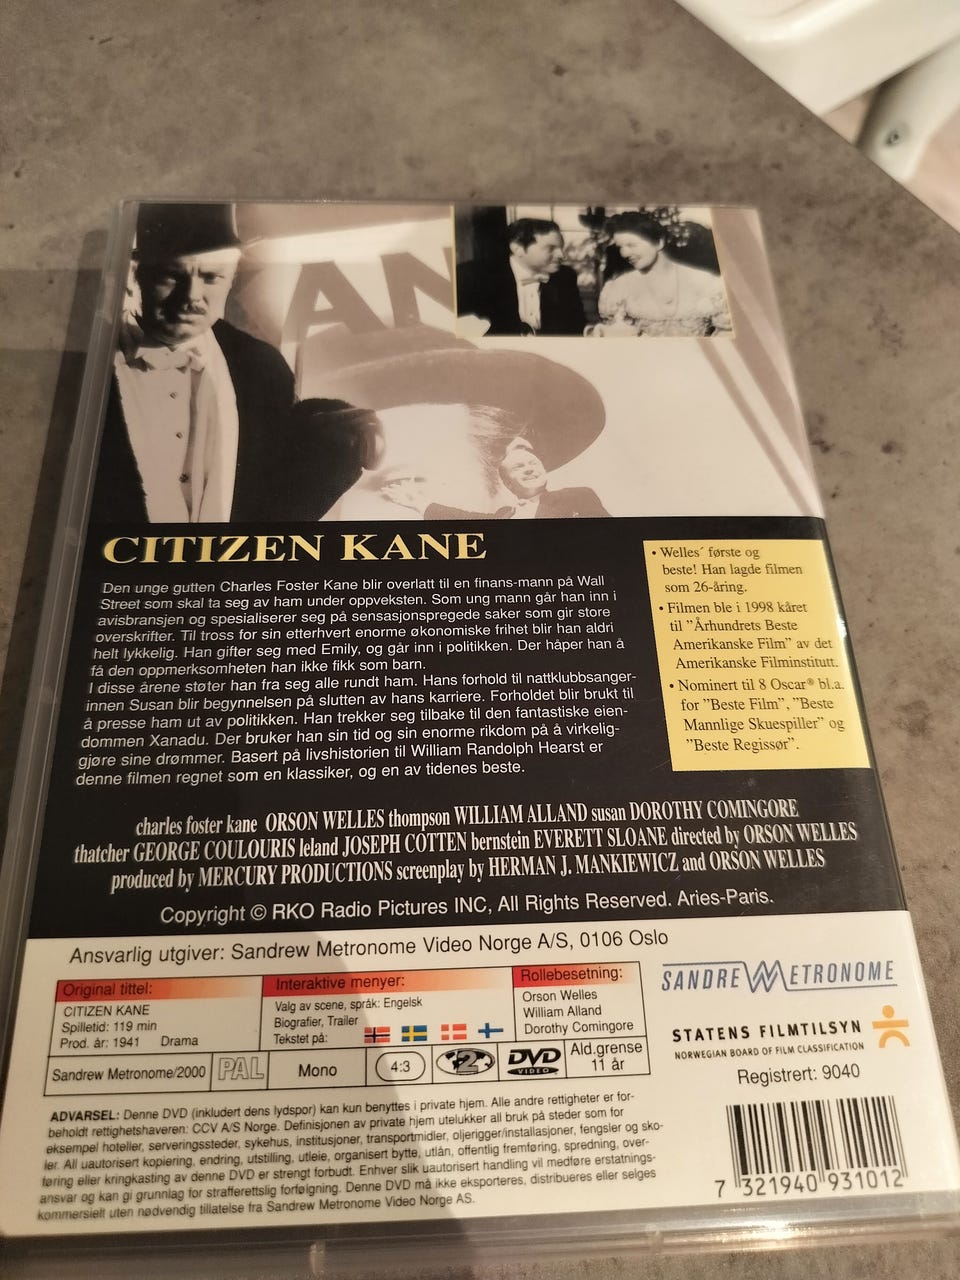 AN
CITIZEN KANE
Den unge gutten Charles Foster Kane blir overlatt til en finans-mann på Wall
Street som skal ta seg av ham under oppveksten. Som ung mann går han inn i
avisbransjen og spesialiserer seg på sensasjonspregede saker som gir store
overskrifter. Til tross for sin etterhvert enorme økonomiske frihet blir han aldri
helt lykkelig. Han gifter seg med Emily, og går inn i politikken. Der håper han å
få den oppmerksomheten han ikke fikk som barn.
I disse årene støter han fra seg alle rundt ham. Hans forhold til nattklubbsanger-
innen Susan blir begynnelsen på slutten av hans karriere. Forholdet blir brukt til
å presse ham ut av politikken. Han trekker seg tilbake til den fantastiske eien-
dommen Xanadu. Der bruker han sin tid og sin enorme rikdom på å virkelig-
gjøre sine drømmer. Basert på livshistorien til William Randolph Hearst er
denne filmen regnet som en klassiker, og en av tidenes beste.
• Welles´ første og
beste! Han lagde filmen
som 26-åring.
• Filmen ble i 1998 kåret
til "Århundrets Beste
Amerikanske Film" av det
Amerikanske Filminstitutt.
• Nominert til 8 Oscar® bl.a.
for "Beste Film", "Beste
Mannlige Skuespiller" og
"Beste Regissør".
charles foster kane ORSON WELLES thompson WILLIAM ALLAND susan DOROTHY COMINGORE
thatcher GEORGE COULOURIS leland JOSEPH COTTEN bernstein EVERETT SLOANE directed by ORSON WELLES
produced by MERCURY PRODUCTIONS screenplay by HERMAN J. MANKIEWICZ and ORSON WELLES
Copyright © RKO Radio Pictures INC, All Rights Reserved. Aries-Paris.
Ansvarlig utgiver: Sandrew Metronome Video Norge A/S, 0106 Oslo
Original tittel:
CITIZEN KANE
Spilletid: 119 min
Prod. år: 1941 Drama
Interaktive menyer:
Valg av scene, språk: Engelsk
Biografier, Trailer
Tekstet på:
Rollebesetning:
Orson Welles
William Alland
Dorothy Comingore
Sandrew Metronome/2000
PAL
Mono
4:3
2
DVD
VIDEO
Ald.grense
11 år
SANDREW METRONOME
STATENS FILMTILSYN
NORWEGIAN BOARD OF FILM CLASSIFICATION
Registrert: 9040
ADVARSEL: Denne DVD (inkludert dens lydspor) kan kun benyttes i private hjem. Alle andre rettigheter er for-
beholdt rettighetshaveren: CCV A/S Norge. Definisjonen av private hjem utelukker all bruk på steder som for
eksempel hoteller, serveringssteder, sykehus, institusjoner, transportmidler, oljerigger/installasjoner, fengsler og sko-
ler. All uautorisert kopiering, endring, utstilling, utleie, organisert bytte, utlån, offentlig fremføring, spredning, over-
føring eller kringkasting av denne DVD er strengt forbudt. Enhver slik uautorisert handling vil medføre erstatnings-
ansvar og kan gi grunnlag for strafferettslig forfølgning. Denne DVD må ikke eksporteres, distribueres eller selges
kommersielt uten nødvendig tillatelse fra Sandrew Metronome Video Norge AS.
7 321940 931012